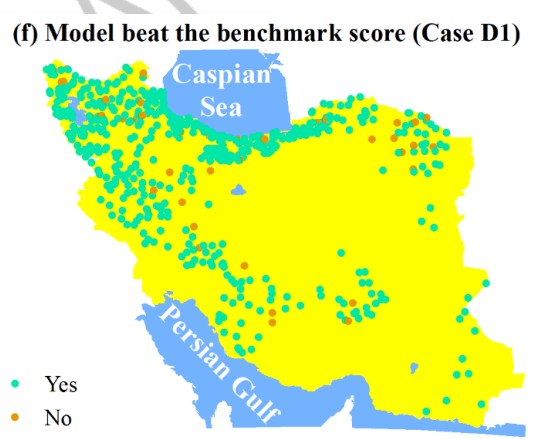 (f) Model beat the benchmark score (Case D1)
Caspian
Sea
Persian Gulf
Yes
No